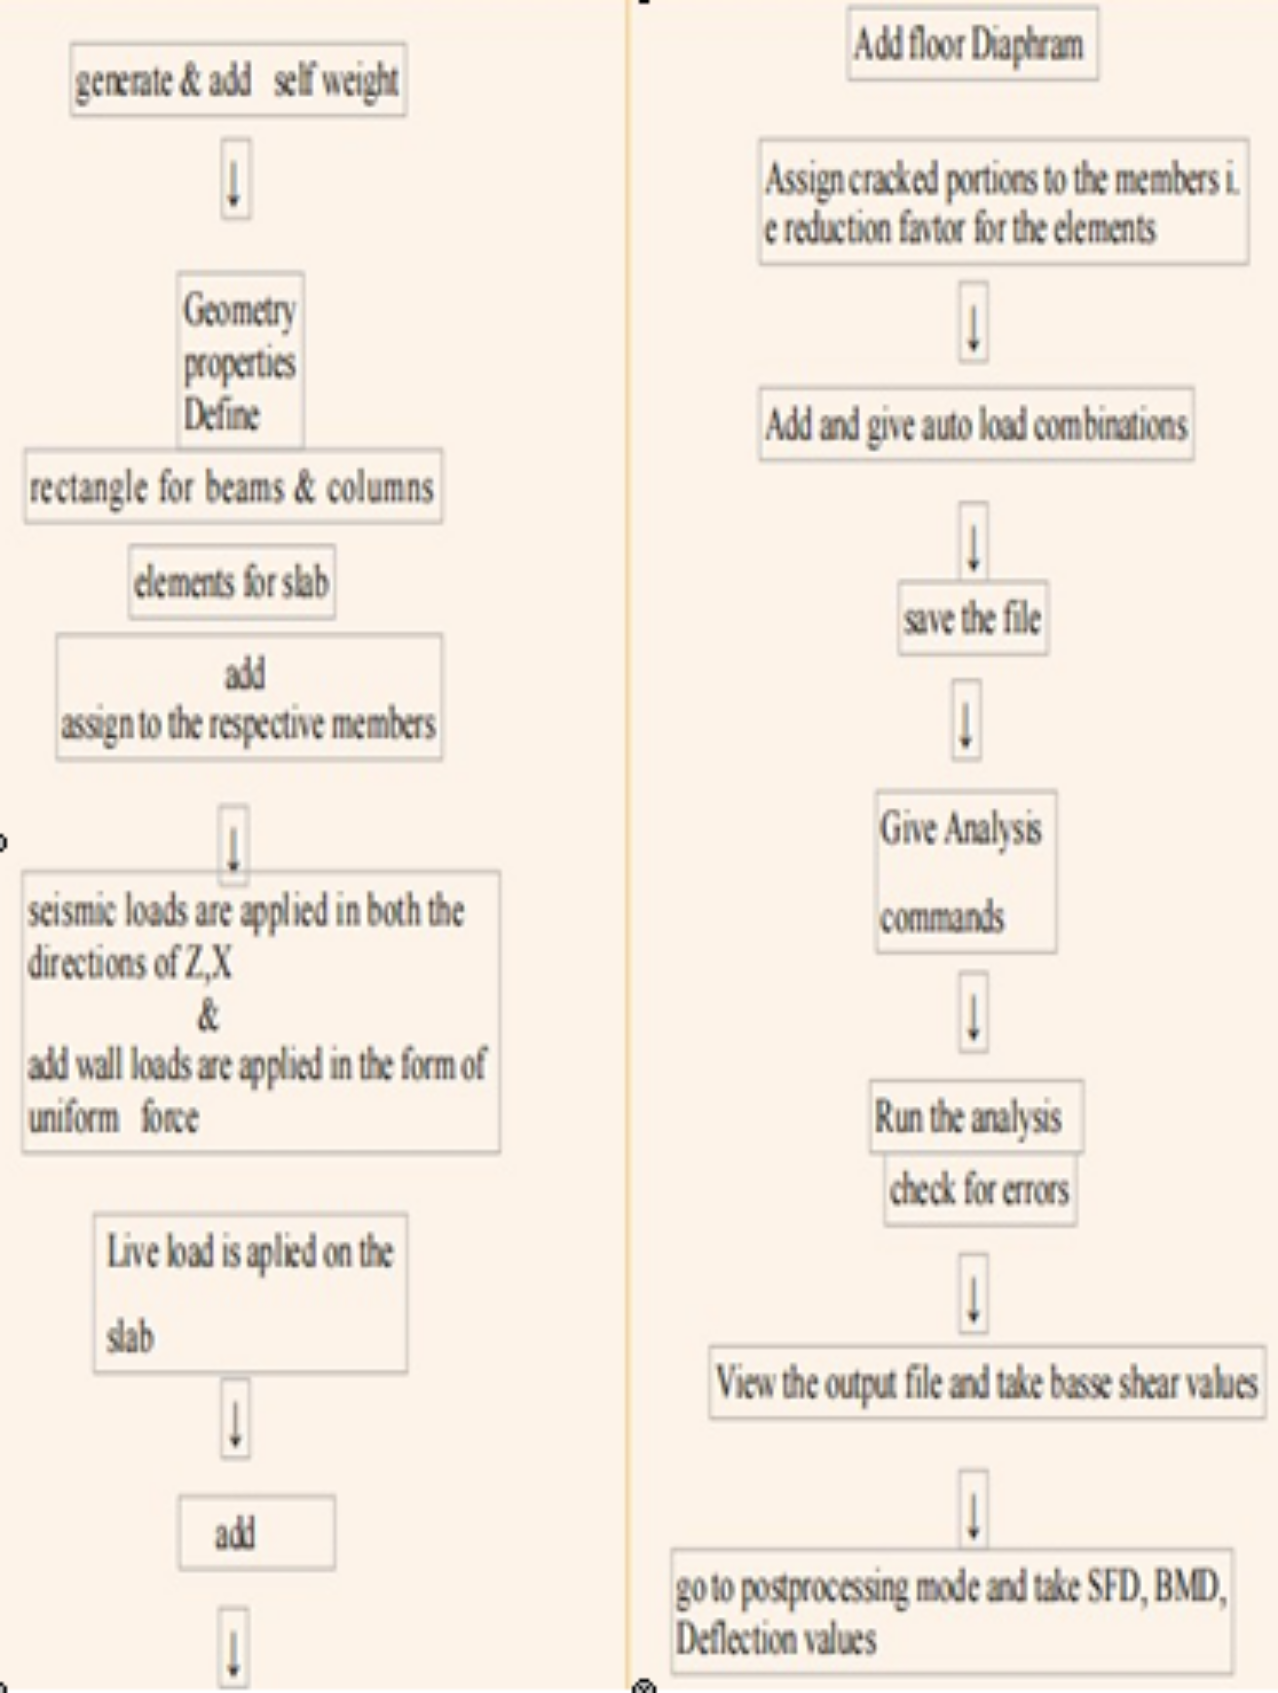 generate & add self weight
↓
Geometry
properties
Define
rectangle for beams & columns
elements for slab
add
assign to the respective members
↓
seismic loads are applied in both the
directions of Z,X
&
add wall loads are applied in the form of
uniform force
Live load is aplied on the
slab
↓
add
↓
Add floor Diaphram
Assign cracked portions to the members i.
e reduction favtor for the elements
↓
Add and give auto load combinations
↓
save the file
↓
Give Analysis
commands
↓
Run the analysis
check for errors
↓
View the output file and take basse shear values
↓
go to postprocessing mode and take SFD, BMD,
Deflection values